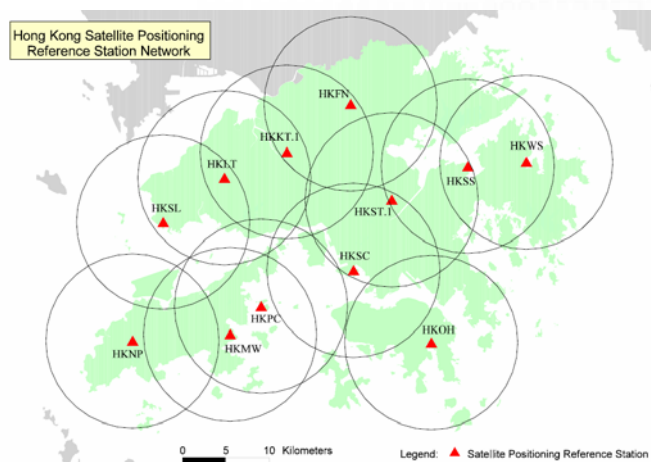 Hong Kong Satellite Positioning
Reference Station Network
HKFN
HKKT.1
HKLT
HKSS
HKWS
HKSL
HKST.1
HKSC
HKPC
HKNP
HKMW
HKOH
0 5 10 Kilometers
Legend: Satellite Positioning Reference Station